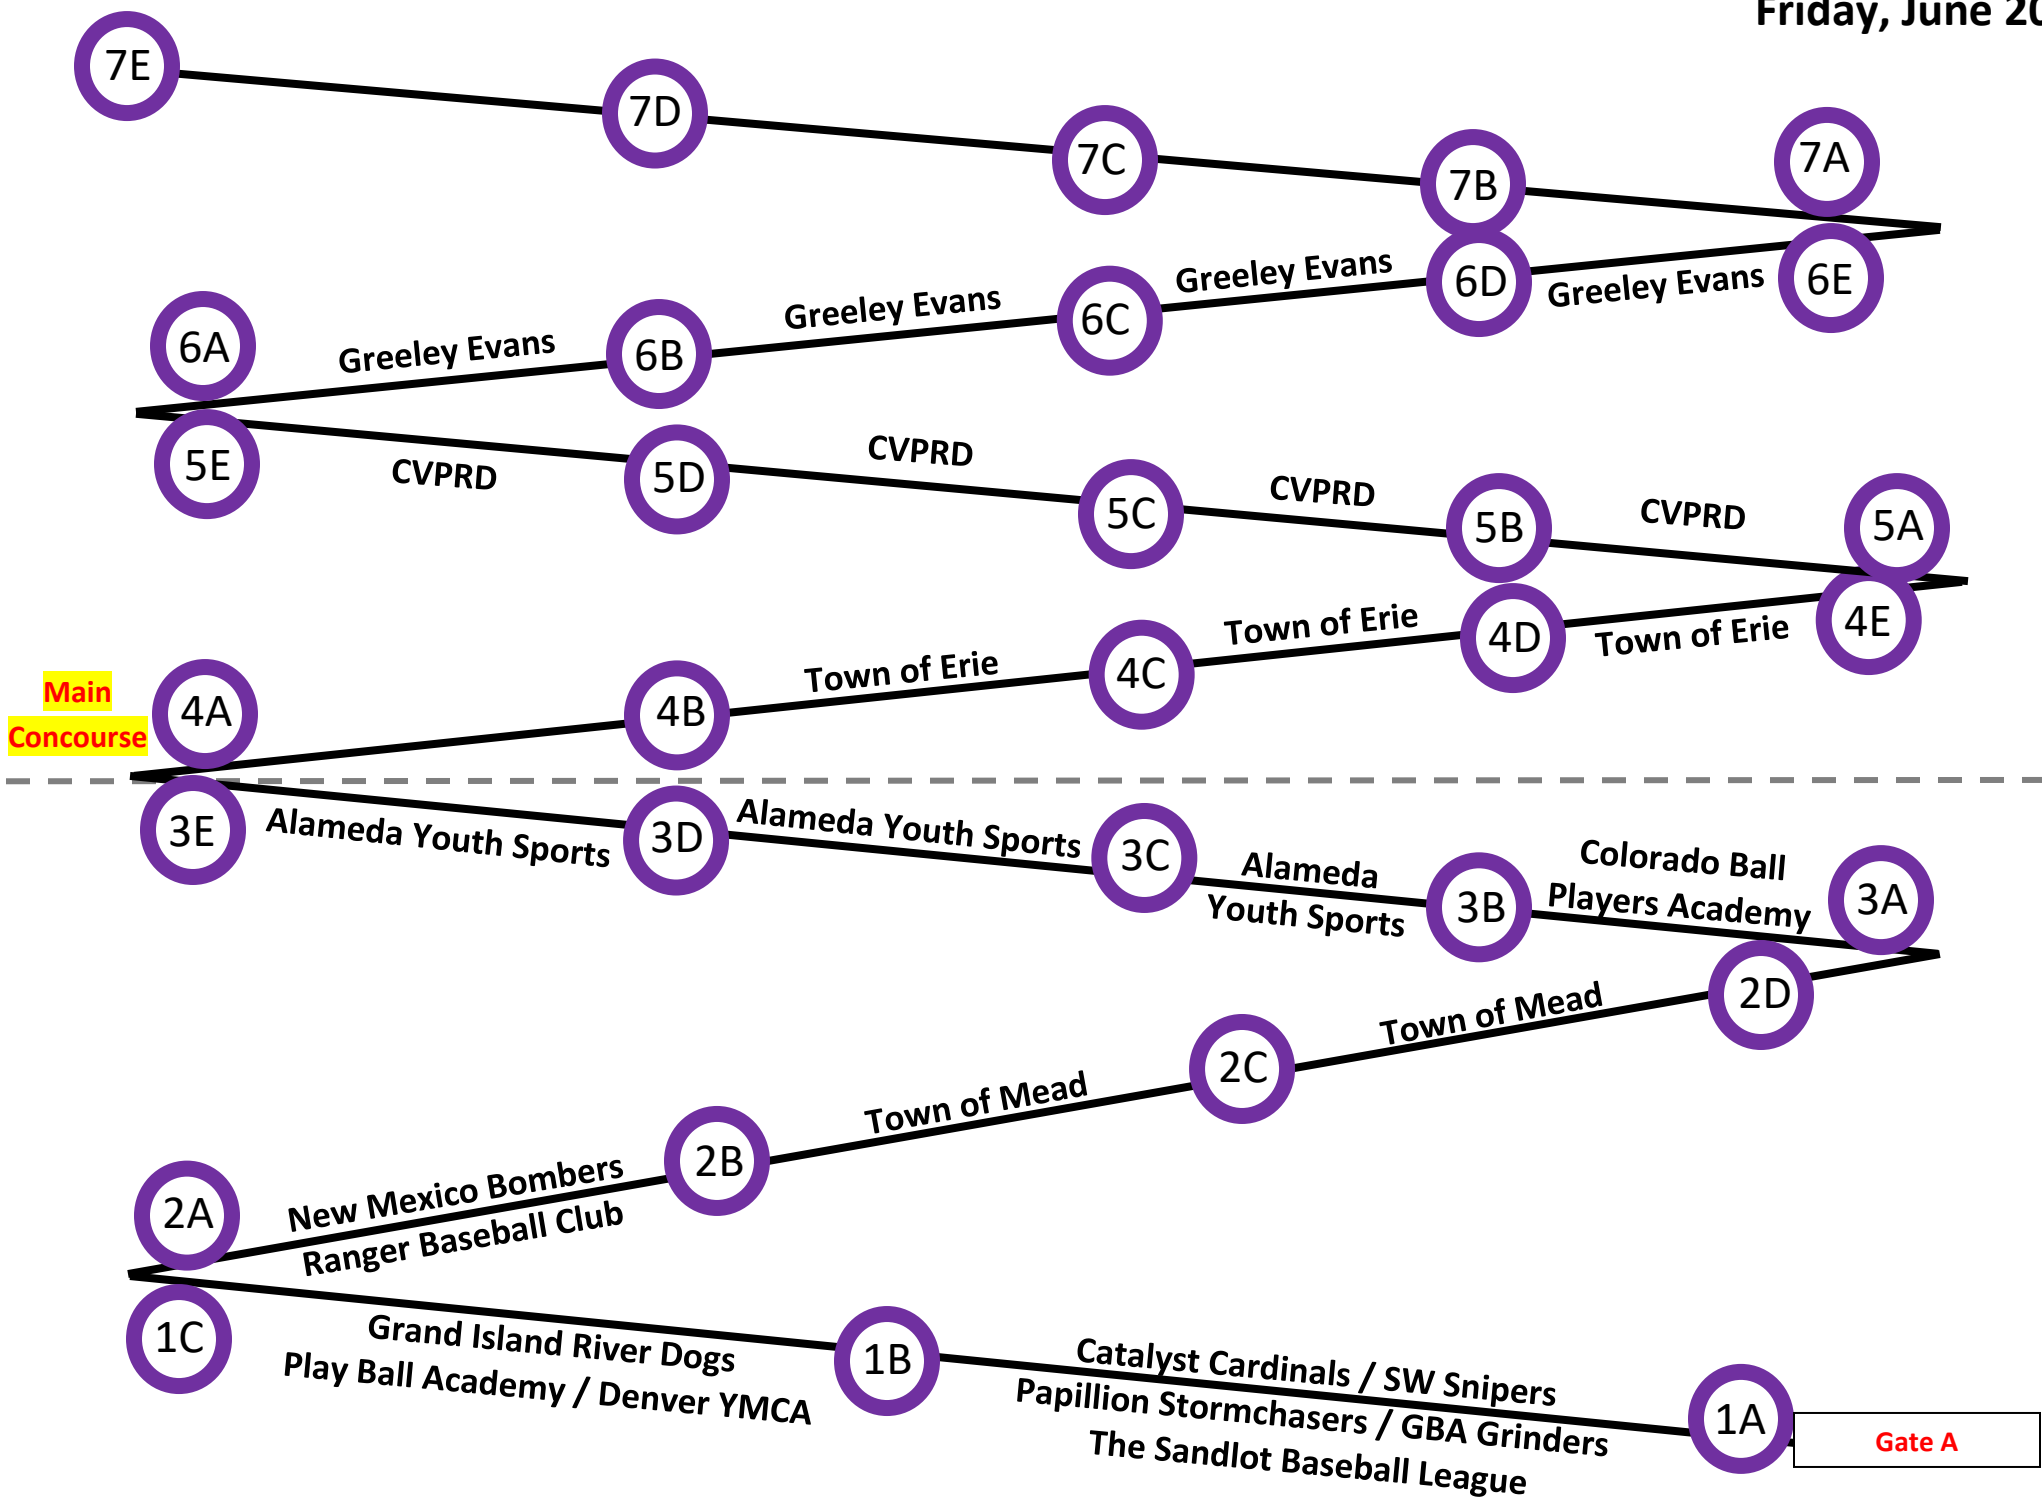 Friday, June 20
7E
7D
7C
7B
7A
Greeley Evans
Greeley Evans
Greeley Evans
Greeley Evans
6A
6B
6C
6D
6E
5E
CVPRD
5D
CVPRD
5C
CVPRD
5B
CVPRD
5A
Main
Concourse
4A
4B
Town of Erie
4C
Town of Erie
4D
Town of Erie
4E
3E
Alameda Youth Sports
3D
Alameda Youth Sports
3C
Alameda
Youth Sports
3B
Colorado Ball
Players Academy
3A
2A
New Mexico Bombers
Ranger Baseball Club
2B
Town of Mead
2C
Town of Mead
2D
1C
Grand Island River Dogs
Play Ball Academy / Denver YMCA
1B
Catalyst Cardinals / SW Snipers
Papillion Stormchasers / GBA Grinders
The Sandlot Baseball League
1A
Gate A